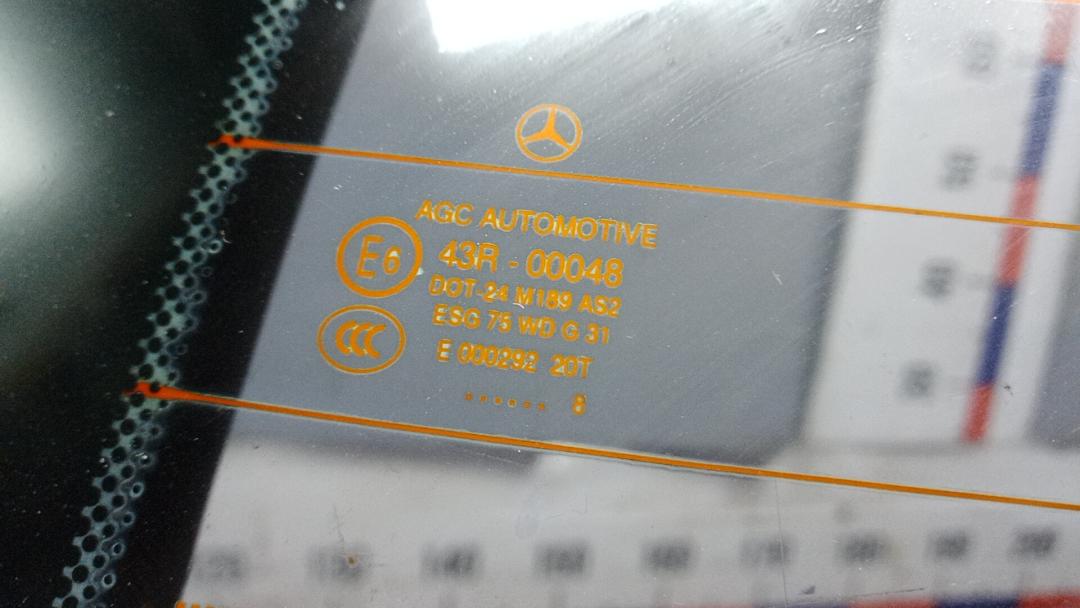 AGC AUTOMOTIVE
E6
43R - 00048
DOT-24 M189 AS2
ESG 75 WD G 31
CCC
E 000292 20T
...... 8